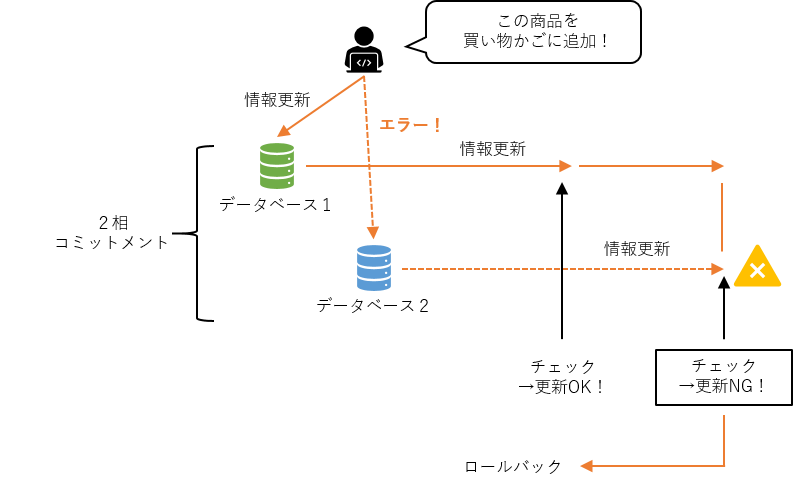 この商品を
買い物かごに追加！
情報更新
エラー！
情報更新
データベース１
２相
コミットメント
情報更新
データベース２
チェック
→更新OK！
チェック
→更新NG！
ロールバック